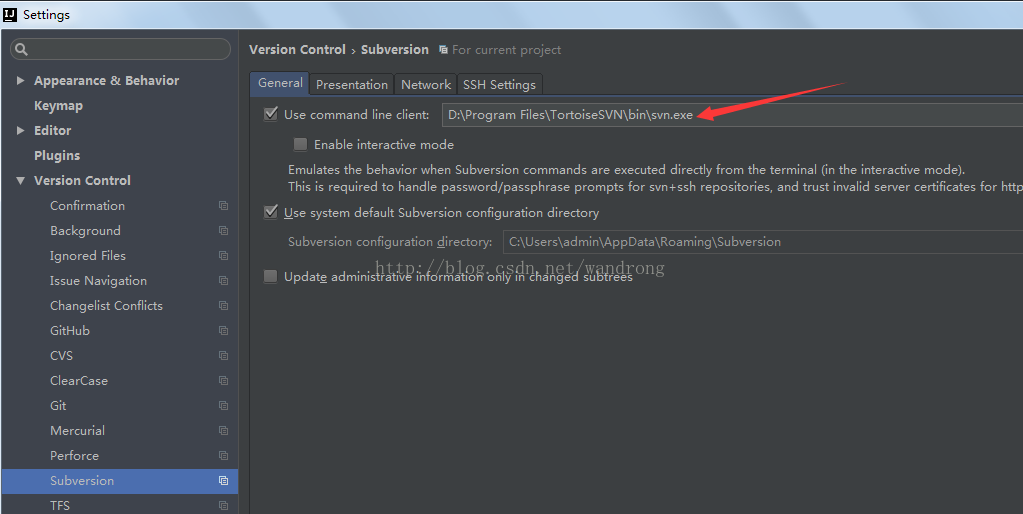 IJ Settings
Version Control › Subversion For current project
Appearance & Behavior
Keymap
Editor
Plugins
Version Control
Confirmation
Background
Ignored Files
Issue Navigation
Changelist Conflicts
GitHub
CVS
ClearCase
Git
Mercurial
Perforce
Subversion
TFS
General Presentation Network SSH Settings
Use command line client: D:\Program Files\TortoiseSVN\bin\svn.exe
Enable interactive mode
Emulates the behavior when Subversion commands are executed directly from the terminal (in the interactive mode).
This is required to handle password/passphrase prompts for svn+ssh repositories, and trust invalid server certificates for http
Use system default Subversion configuration directory
Subversion configuration directory: C:\Users\admin\AppData\Roaming\Subversion
http://blog.csdn.net/wandrong
Update administrative information only in changed subtrees